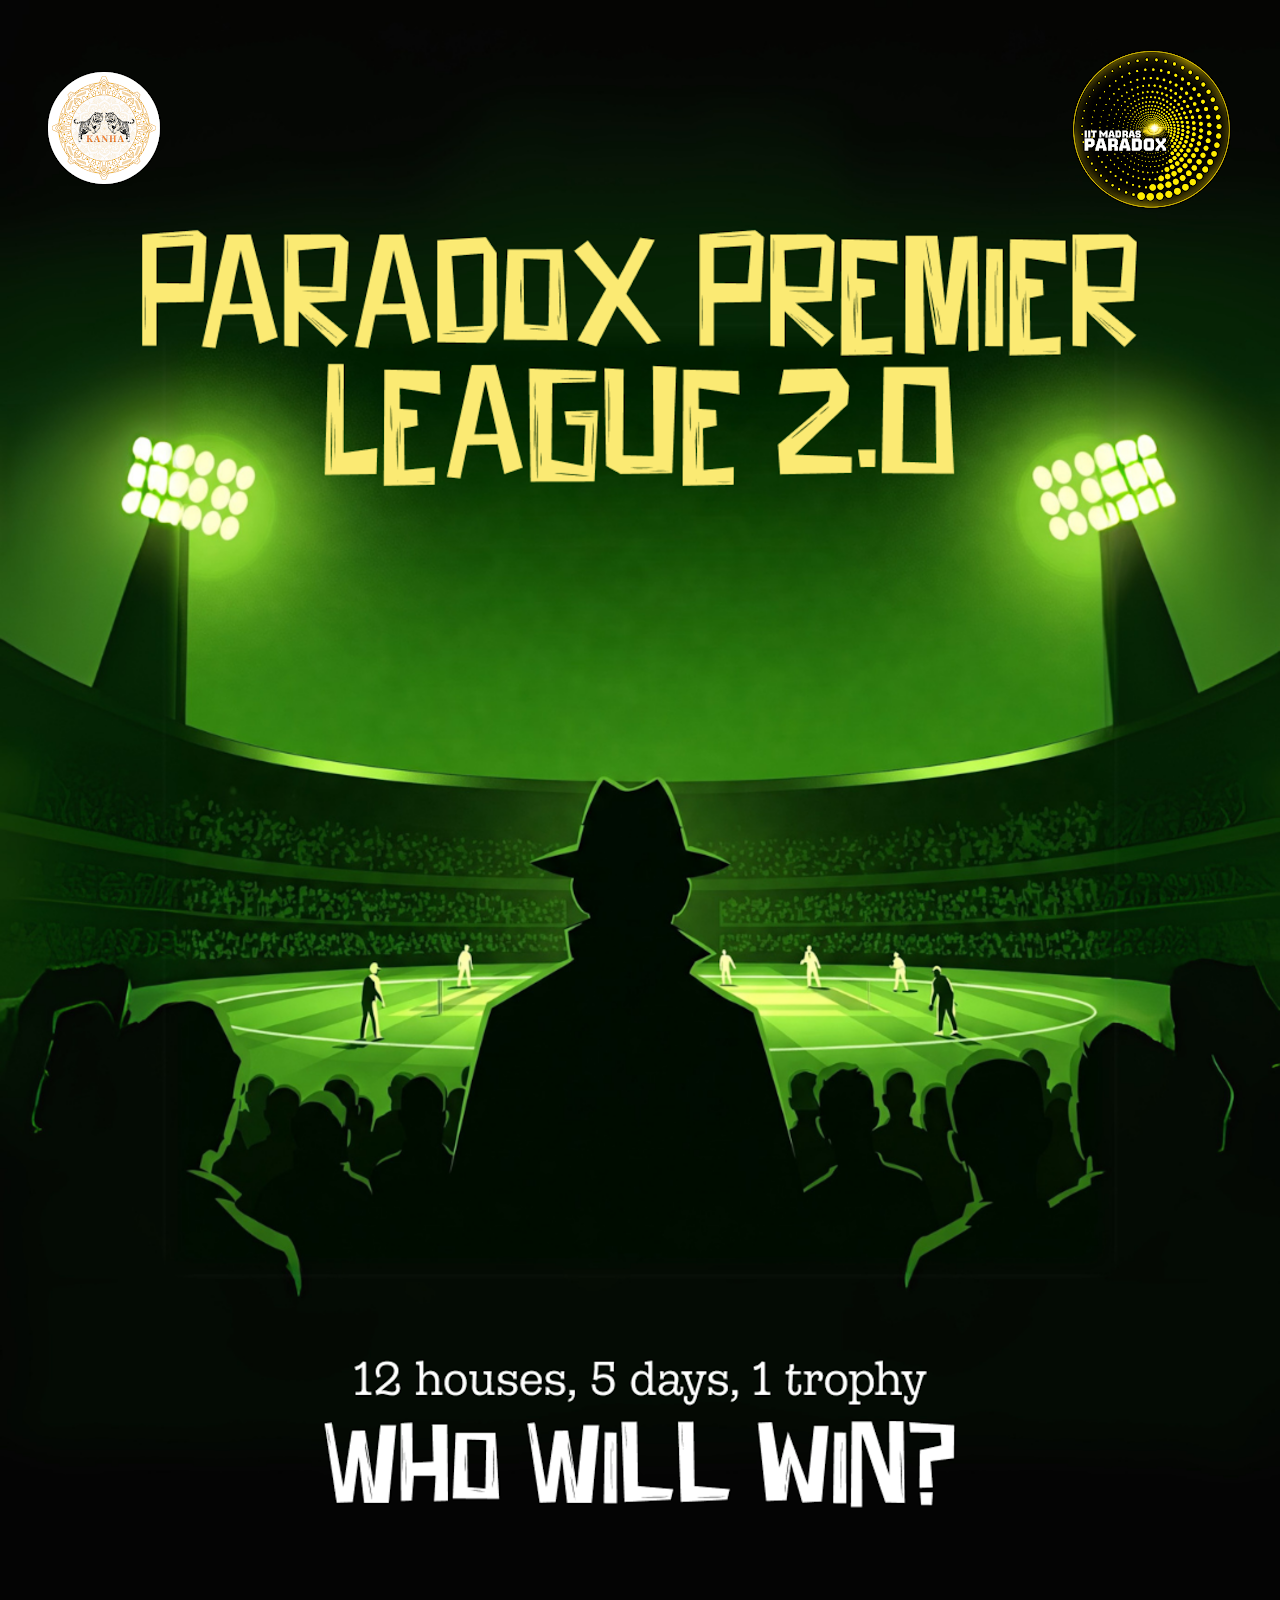 KANHA
IIT MADRAS
PARADOX
PARADOX PREMIER
LEAGUE 2.0
12 houses, 5 days, 1 trophy
WHO WILL WIN?